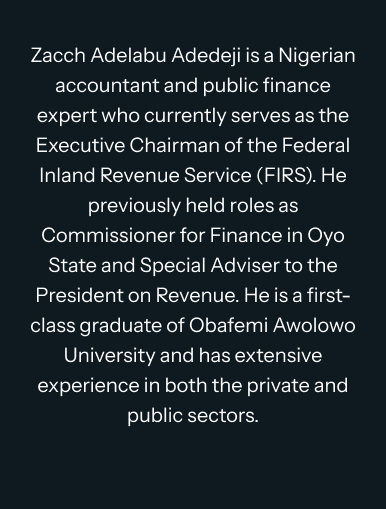 Zacch Adelabu Adedeji is a Nigerian
accountant and public finance
expert who currently serves as the
Executive Chairman of the Federal
Inland Revenue Service (FIRS). He
previously held roles as
Commissioner for Finance in Oyo
State and Special Adviser to the
President on Revenue. He is a first-
class graduate of Obafemi Awolowo
University and has extensive
experience in both the private and
public sectors.